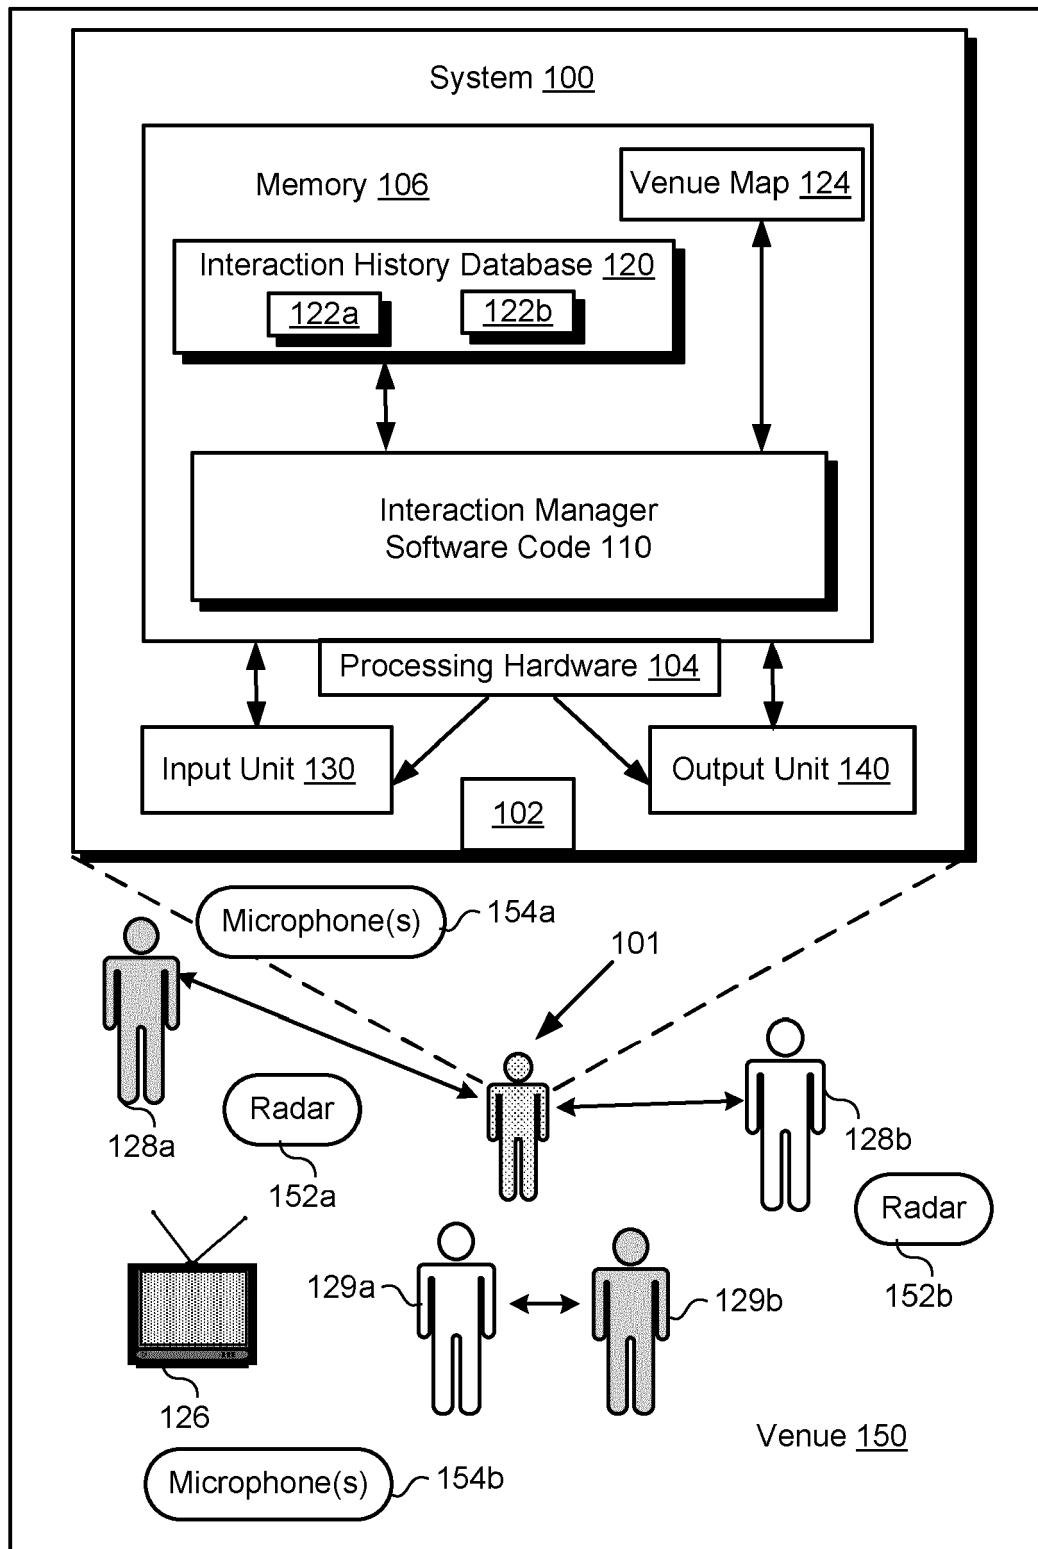 System 100
Memory 106
Venue Map 124
Interaction History Database 120
122a
122b
Interaction Manager
Software Code 110
Processing Hardware 104
Input Unit 130
Output Unit 140
102
Microphone(s)
154a
101
128a
Radar
152a
128b
Radar
152b
129a
129b
126
Venue 150
Microphone(s)
154b